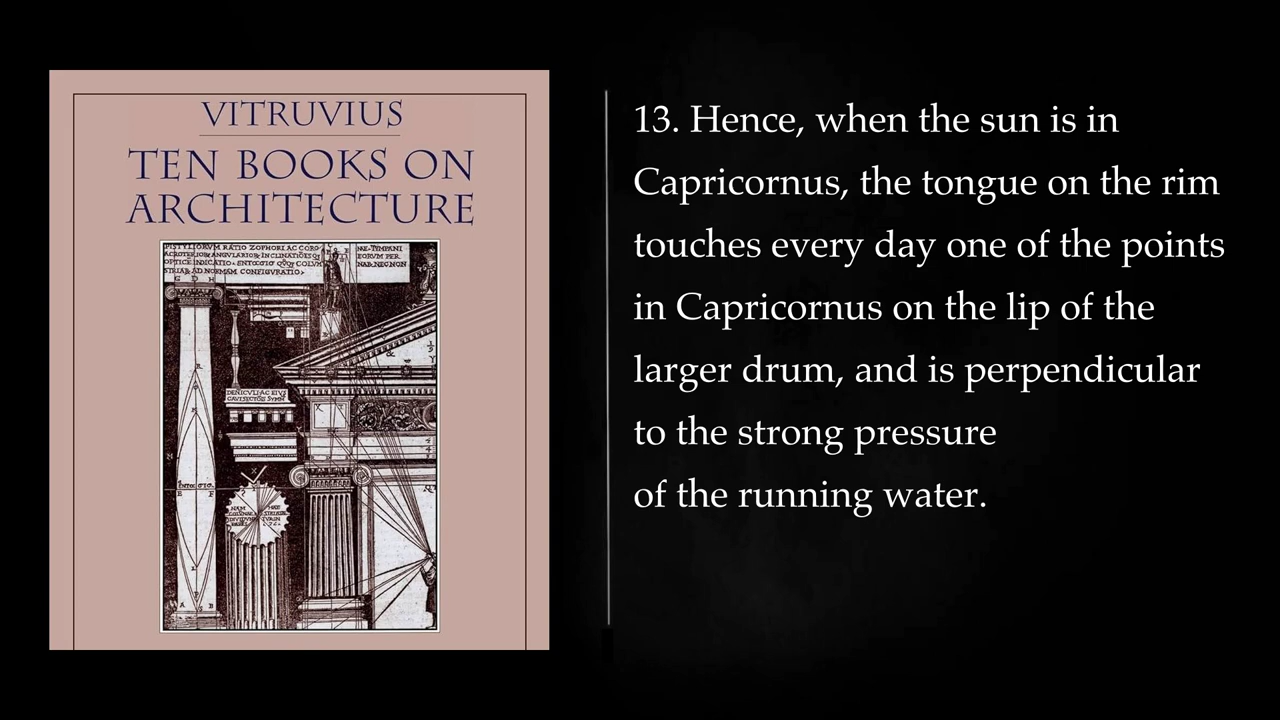 VITRUVIUS
TEN BOOKS ON
ARCHITECTURE
13. Hence, when the sun is in
Capricornus, the tongue on the rim
touches every day one of the points
in Capricornus on the lip of the
larger drum, and is perpendicular
to the strong pressure
of the running water.